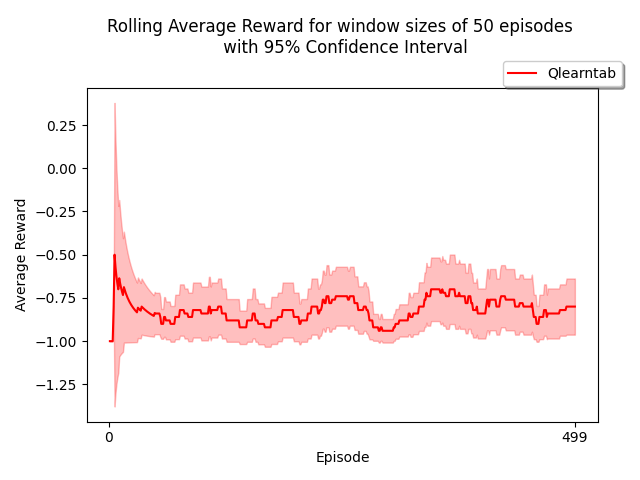 Rolling Average Reward for window sizes of 50 episodes
with 95% Confidence Interval
Qlearntab
Average Reward
0.25
0.00
−0.25
−0.50
−0.75
−1.00
−1.25
0
499
Episode